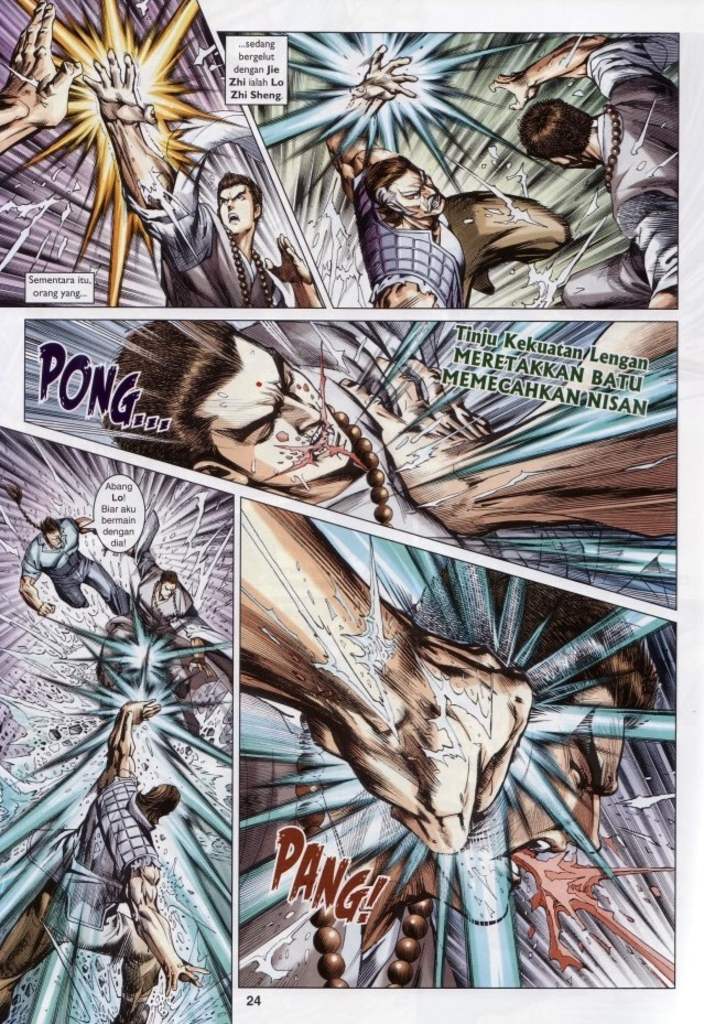 Sementara itu,
orang yang...
...sedang
bergelut
dengan Jie
Zhi ialah Lo
Zhi Sheng.
PONG...
Tinju Kekuatan Lengan
MERETAKKAN BATU
MEMECAHKAN NISAN
Abang
Lo!
Biar aku
bermain
dengan
dia!
PANG!
24